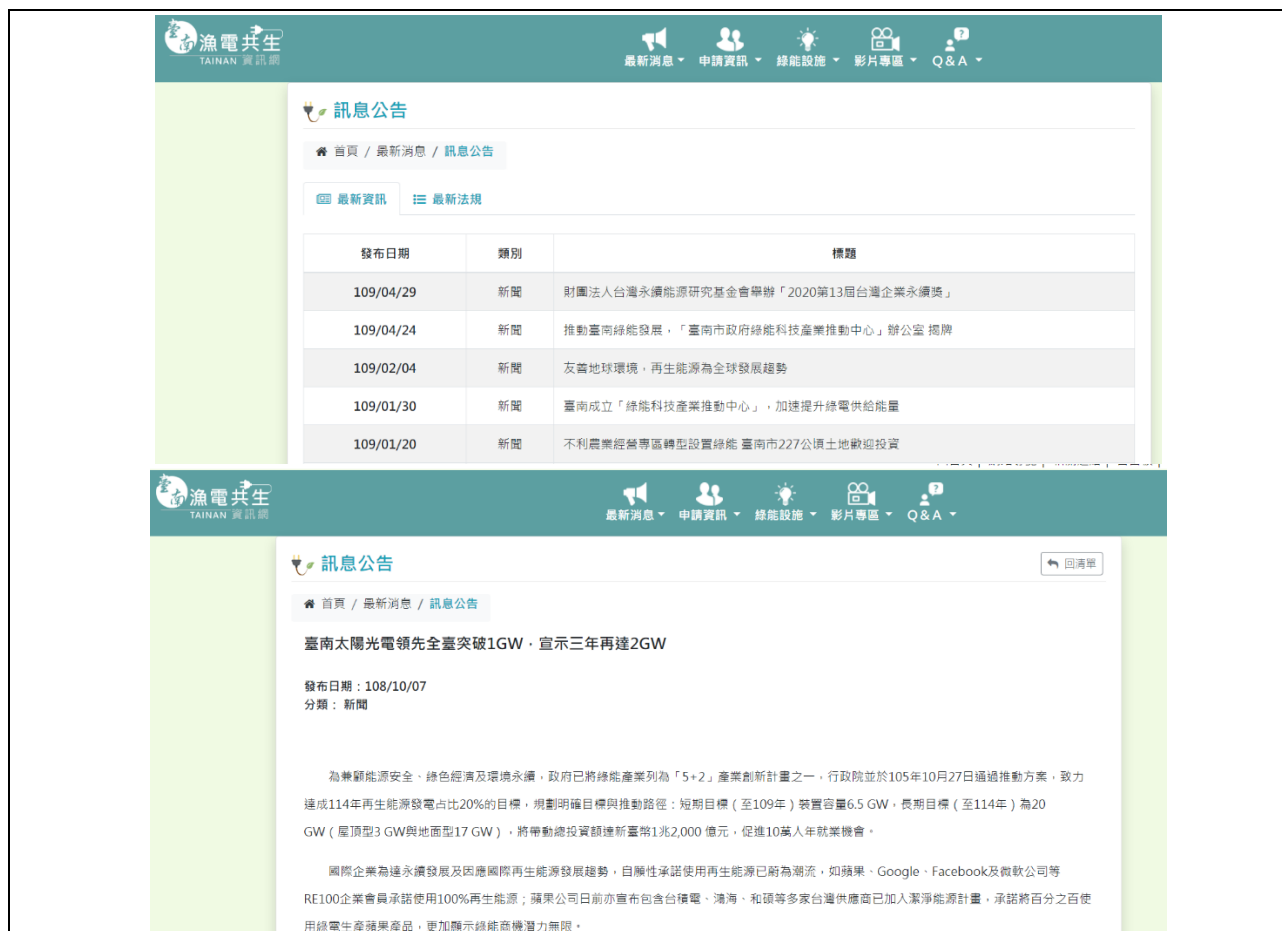 臺南漁電共生
TAINAN 資訊網
最新消息 申請資訊 綠能設施 影片專區 Q&A
訊息公告
首頁 / 最新消息 / 訊息公告
最新資訊 最新法規
發布日期 類別 標題
109/04/29 新聞 財團法人台灣永續能源研究基金會舉辦「2020第13屆台灣企業永續獎」
109/04/24 新聞 推動臺南綠能發展，「臺南市政府綠能科技產業推動中心」辦公室 揭牌
109/02/04 新聞 友善地球環境，再生能源為全球發展趨勢
109/01/30 新聞 臺南成立「綠能科技產業推動中心」，加速提升綠電供給能量
109/01/20 新聞 不利農業經營專區轉型設置綠能 臺南市227公頃土地歡迎投資
臺南漁電共生
TAINAN 資訊網
最新消息 申請資訊 綠能設施 影片專區 Q&A
訊息公告
回清單
首頁 / 最新消息 / 訊息公告
臺南太陽光電領先全臺突破1GW，宣示三年再達2GW
發布日期：108/10/07
分類： 新聞
為兼顧能源安全、綠色經濟及環境永續，政府已將綠能產業列為「5+2」產業創新計畫之一，行政院並於105年10月27日通過推動方案，致力
達成114年再生能源發電占比20%的目標，規劃明確目標與推動路徑：短期目標（至109年）裝置容量6.5 GW，長期目標（至114年）為20
GW（屋頂型3 GW與地面型17 GW），將帶動總投資額達新臺幣1兆2,000 億元，促進10萬人年就業機會。
國際企業為達永續發展及因應國際再生能源發展趨勢，自願性承諾使用再生能源已蔚為潮流，如蘋果、Google、Facebook及微軟公司等
RE100企業會員承諾使用100%再生能源；蘋果公司日前亦宣布包含台積電、鴻海、和碩等多家台灣供應商已加入潔淨能源計畫，承諾將百分之百使
用綠電生產蘋果產品，更加顯示綠能商機潛力無限。